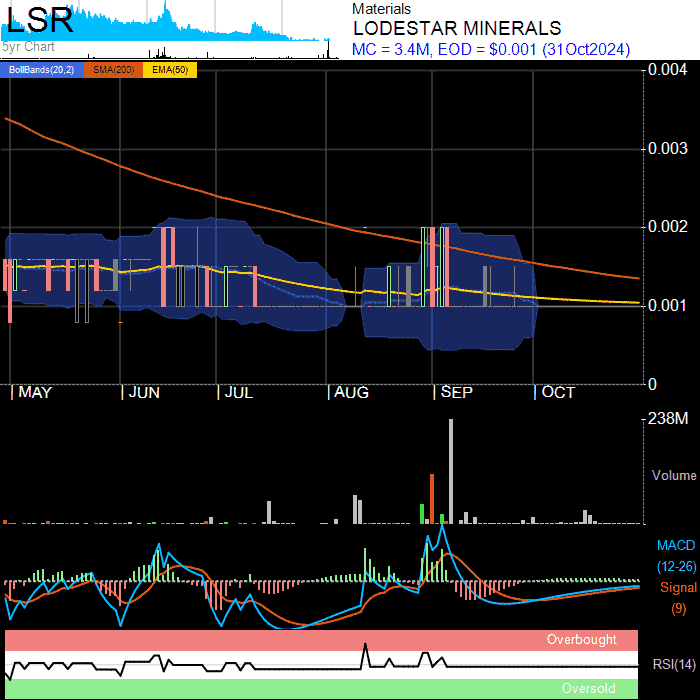 LSR
5yr Chart
Materials
LODESTAR MINERALS
MC = 3.4M, EOD = $0.001 (31Oct2024)
BollBands(20,2) SMA(200) EMA(50)
0.004
0.003
0.002
0.001
0
MAY JUN JUL AUG SEP OCT
238M
Volume
MACD
(12-26)
Signal
(9)
Overbought
RSI(14)
Oversold